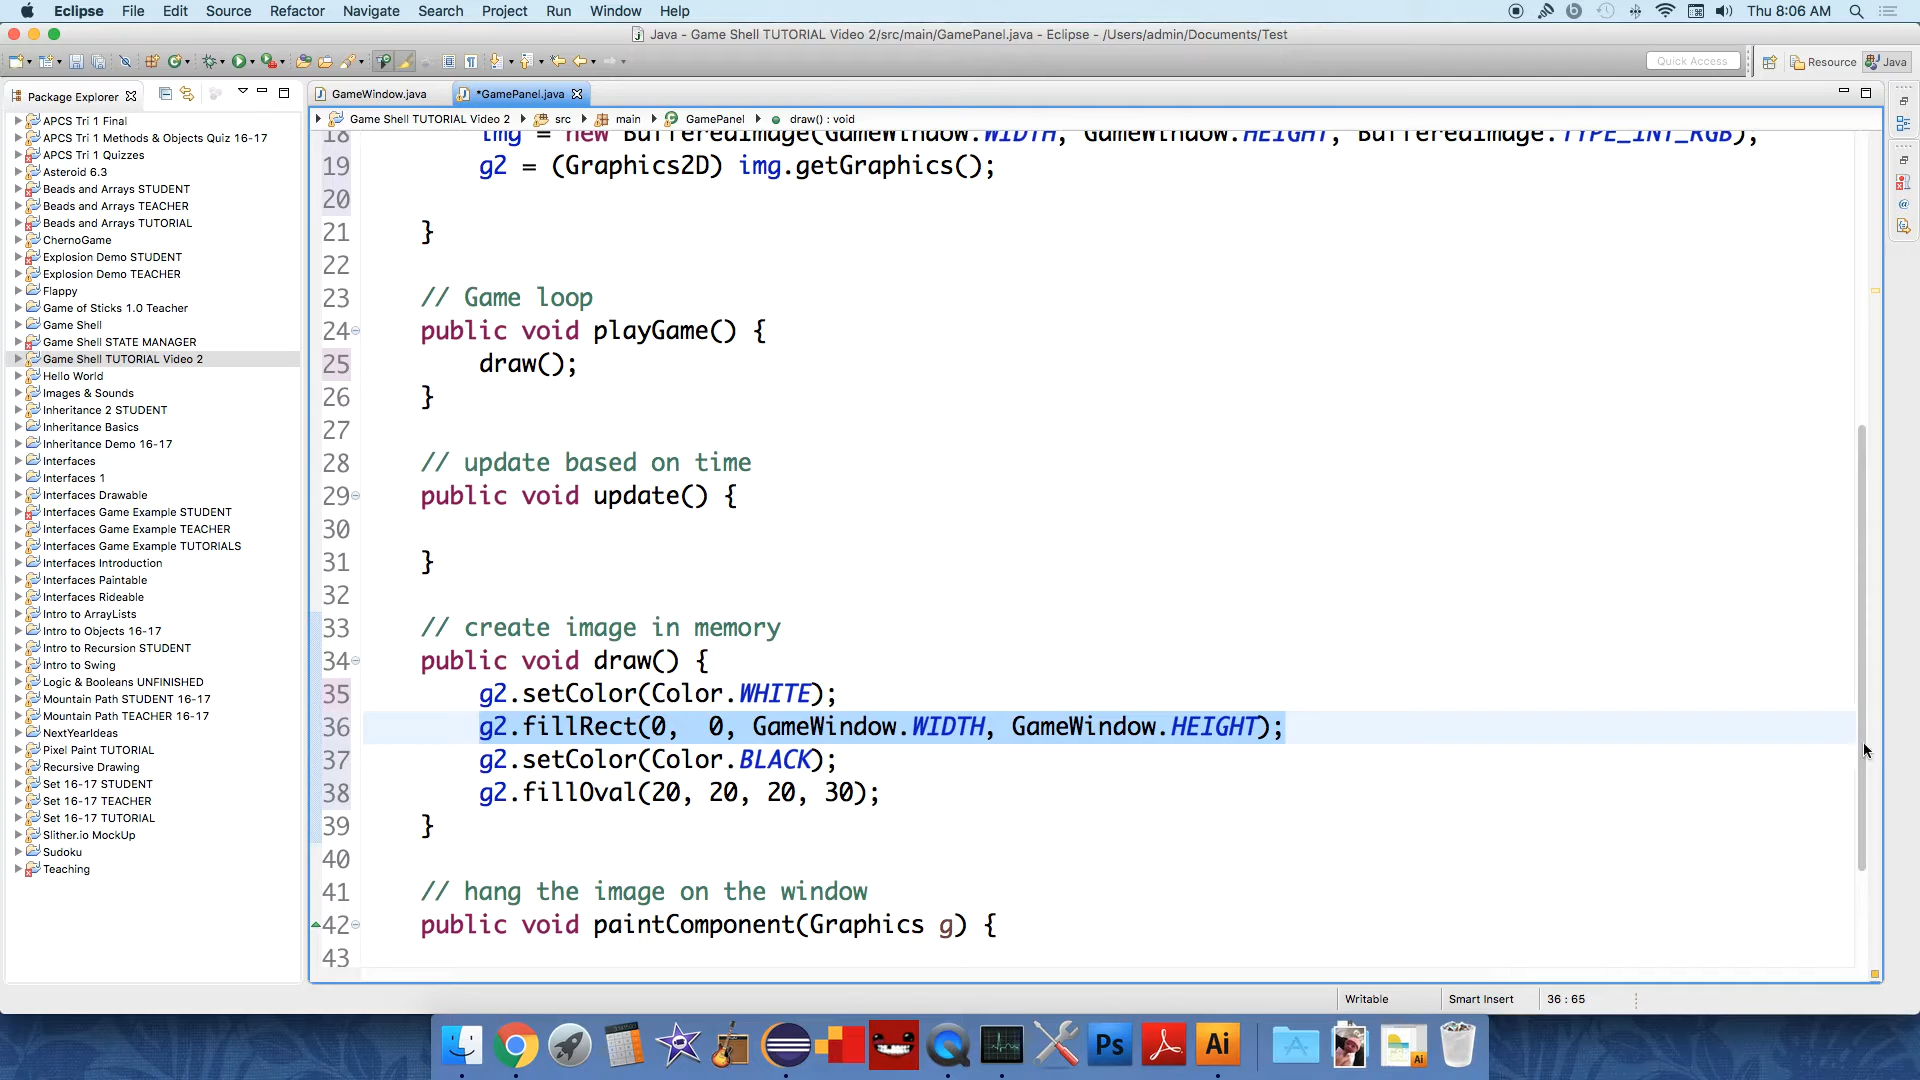 Eclipse File Edit Source Refactor Navigate Search Project Run Window Help Thu 8:06 AM
Java - Game Shell TUTORIAL Video 2/src/main/GamePanel.java - Eclipse - /Users/admin/Documents/Test
Quick Access Resource Java
Package Explorer
GameWindow.java *GamePanel.java
Game Shell TUTORIAL Video 2 src main GamePanel draw() : void
APCS Tri 1 Final
APCS Tri 1 Methods & Objects Quiz 16-17
APCS Tri 1 Quizzes
Asteroid 6.3
Beads and Arrays STUDENT
Beads and Arrays TEACHER
Beads and Arrays TUTORIAL
ChernoGame
Explosion Demo STUDENT
Explosion Demo TEACHER
Flappy
Game of Sticks 1.0 Teacher
Game Shell
Game Shell STATE MANAGER
Game Shell TUTORIAL Video 2
Hello World
Images & Sounds
Inheritance 2 STUDENT
Inheritance Basics
Inheritance Demo 16-17
Interfaces
Interfaces 1
Interfaces Drawable
Interfaces Game Example STUDENT
Interfaces Game Example TEACHER
Interfaces Game Example TUTORIALS
Interfaces Introduction
Interfaces Paintable
Interfaces Rideable
Intro to ArrayLists
Intro to Objects 16-17
Intro to Recursion STUDENT
Intro to Swing
Logic & Booleans UNFINISHED
Mountain Path STUDENT 16-17
Mountain Path TEACHER 16-17
NextYearIdeas
Pixel Paint TUTORIAL
Recursive Drawing
Set 16-17 STUDENT
Set 16-17 TEACHER
Set 16-17 TUTORIAL
Slither.io MockUp
Sudoku
Teaching
18 img = new BufferedImage(GameWindow.WIDTH, GameWindow.HEIGHT, BufferedImage.TYPE_INT_RGB);
19 g2 = (Graphics2D) img.getGraphics();
20
21 }
22
23 // Game loop
24 public void playGame() {
25 draw();
26 }
27
28 // update based on time
29 public void update() {
30
31 }
32
33 // create image in memory
34 public void draw() {
35 g2.setColor(Color.WHITE);
36 g2.fillRect(0, 0, GameWindow.WIDTH, GameWindow.HEIGHT);
37 g2.setColor(Color.BLACK);
38 g2.fillOval(20, 20, 20, 30);
39 }
40
41 // hang the image on the window
42 public void paintComponent(Graphics g) {
43
Writable Smart Insert 36 : 65
Ps Ai Ai